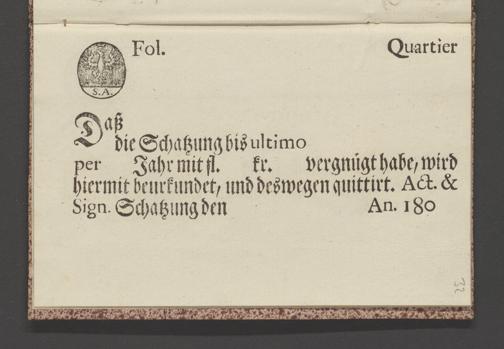 Fol. Quartier
S.A.
Daß
die Schatzung bis ultimo
per Jahr mit fl. kr. vergnügt habe, wird
hiermit beurkundet, und deswegen quittirt. Act. &
Sign. Schatzung den An. 180
32